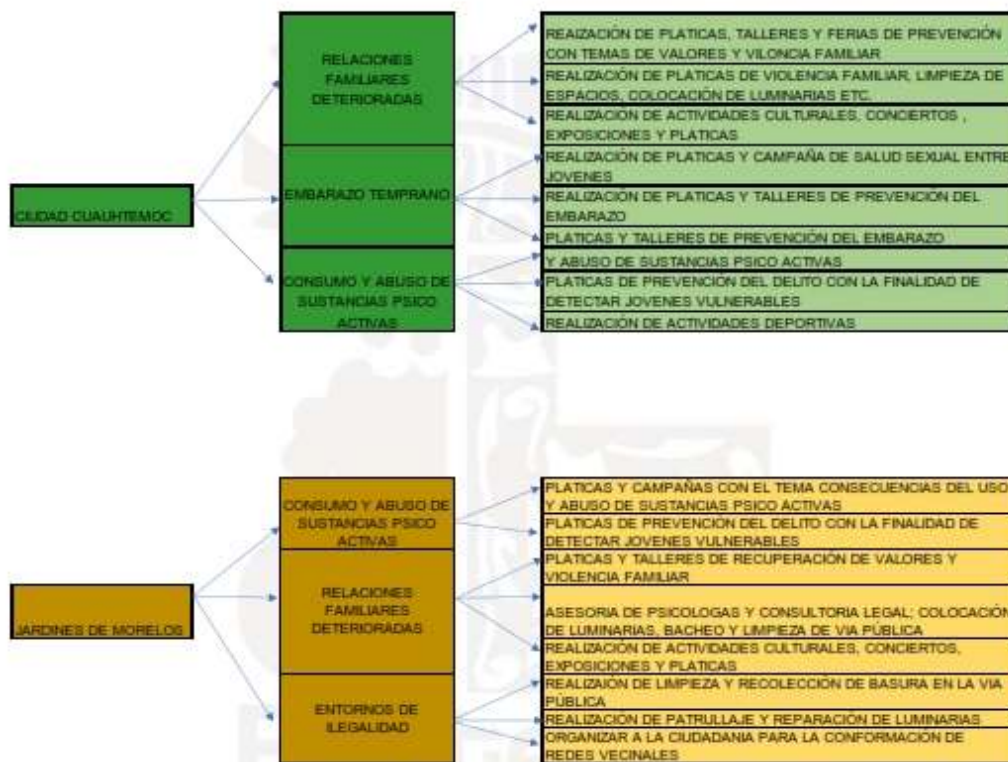 CIUDAD CUAUHTEMOC
RELACIONES
FAMILIARES
DETERIORADAS
REAIZACIÓN DE PLATICAS, TALLERES Y FERIAS DE PREVENCIÓN
CON TEMAS DE VALORES Y VILONCIA FAMILIAR
REALIZACIÓN DE PLATICAS DE VIOLENCIA FAMILIAR, LIMPIEZA DE
ESPACIOS, COLOCACIÓN DE LUMINARIAS ETC.
REALIZACIÓN DE ACTIVIDADES CULTURALES, CONCIERTOS ,
EXPOSICIONES Y PLATICAS
EMBARAZO TEMPRANO
REALIZACIÓN DE PLATICAS Y CAMPAÑA DE SALUD SEXUAL ENTRE
JOVENES
REALIZACIÓN DE PLATICAS Y TALLERES DE PREVENCIÓN DEL
EMBARAZO
PLATICAS Y TALLERES DE PREVENCIÓN DEL EMBARAZO
CONSUMO Y ABUSO DE
SUSTANCIAS PSICO
ACTIVAS
Y ABUSO DE SUSTANCIAS PSICO ACTIVAS
PLATICAS DE PREVENCIÓN DEL DELITO CON LA FINALIDAD DE
DETECTAR JOVENES VULNERABLES
REALIZACIÓN DE ACTIVIDADES DEPORTIVAS
JARDINES DE MORELOS
CONSUMO Y ABUSO DE
SUSTANCIAS PSICO
ACTIVAS
PLATICAS Y CAMPAÑAS CON EL TEMA CONSECUENCIAS DEL USO
Y ABUSO DE SUSTANCIAS PSICO ACTIVAS
PLATICAS DE PREVENCIÓN DEL DELITO CON LA FINALIDAD DE
DETECTAR JOVENES VULNERABLES
RELACIONES
FAMILIARES
DETERIORADAS
PLATICAS Y TALLERES DE RECUPERACIÓN DE VALORES Y
VIOLENCIA FAMILIAR
ASESORIA DE PSICOLOGAS Y CONSULTORIA LEGAL; COLOCACIÓN
DE LUMINARIAS, BACHEO Y LIMPIEZA DE VIA PÚBLICA
REALIZACIÓN DE ACTIVIDADES CULTURALES, CONCIERTOS,
EXPOSICIONES Y PLATICAS
ENTORNOS DE
ILEGALIDAD
REALIZAIÓN DE LIMPIEZA Y RECOLECCIÓN DE BASURA EN LA VIA
PÚBLICA
REALIZACIÓN DE PATRULLAJE Y REPARACIÓN DE LUMINARIAS
ORGANIZAR A LA CIUDADANIA PARA LA CONFORMACIÓN DE
REDES VECINALES